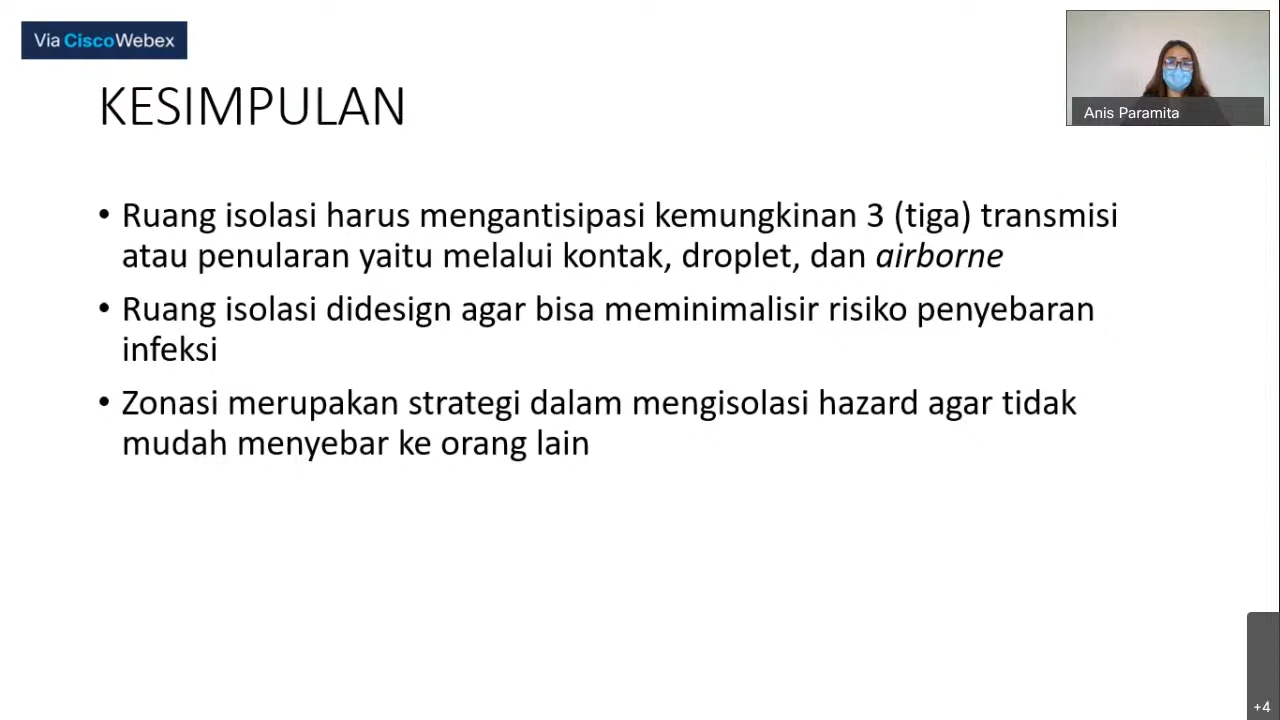 Via CiscoWebex
Anis Paramita
KESIMPULAN
• Ruang isolasi harus mengantisipasi kemungkinan 3 (tiga) transmisi
atau penularan yaitu melalui kontak, droplet, dan airborne
• Ruang isolasi didesign agar bisa meminimalisir risiko penyebaran
infeksi
• Zonasi merupakan strategi dalam mengisolasi hazard agar tidak
mudah menyebar ke orang lain
+4